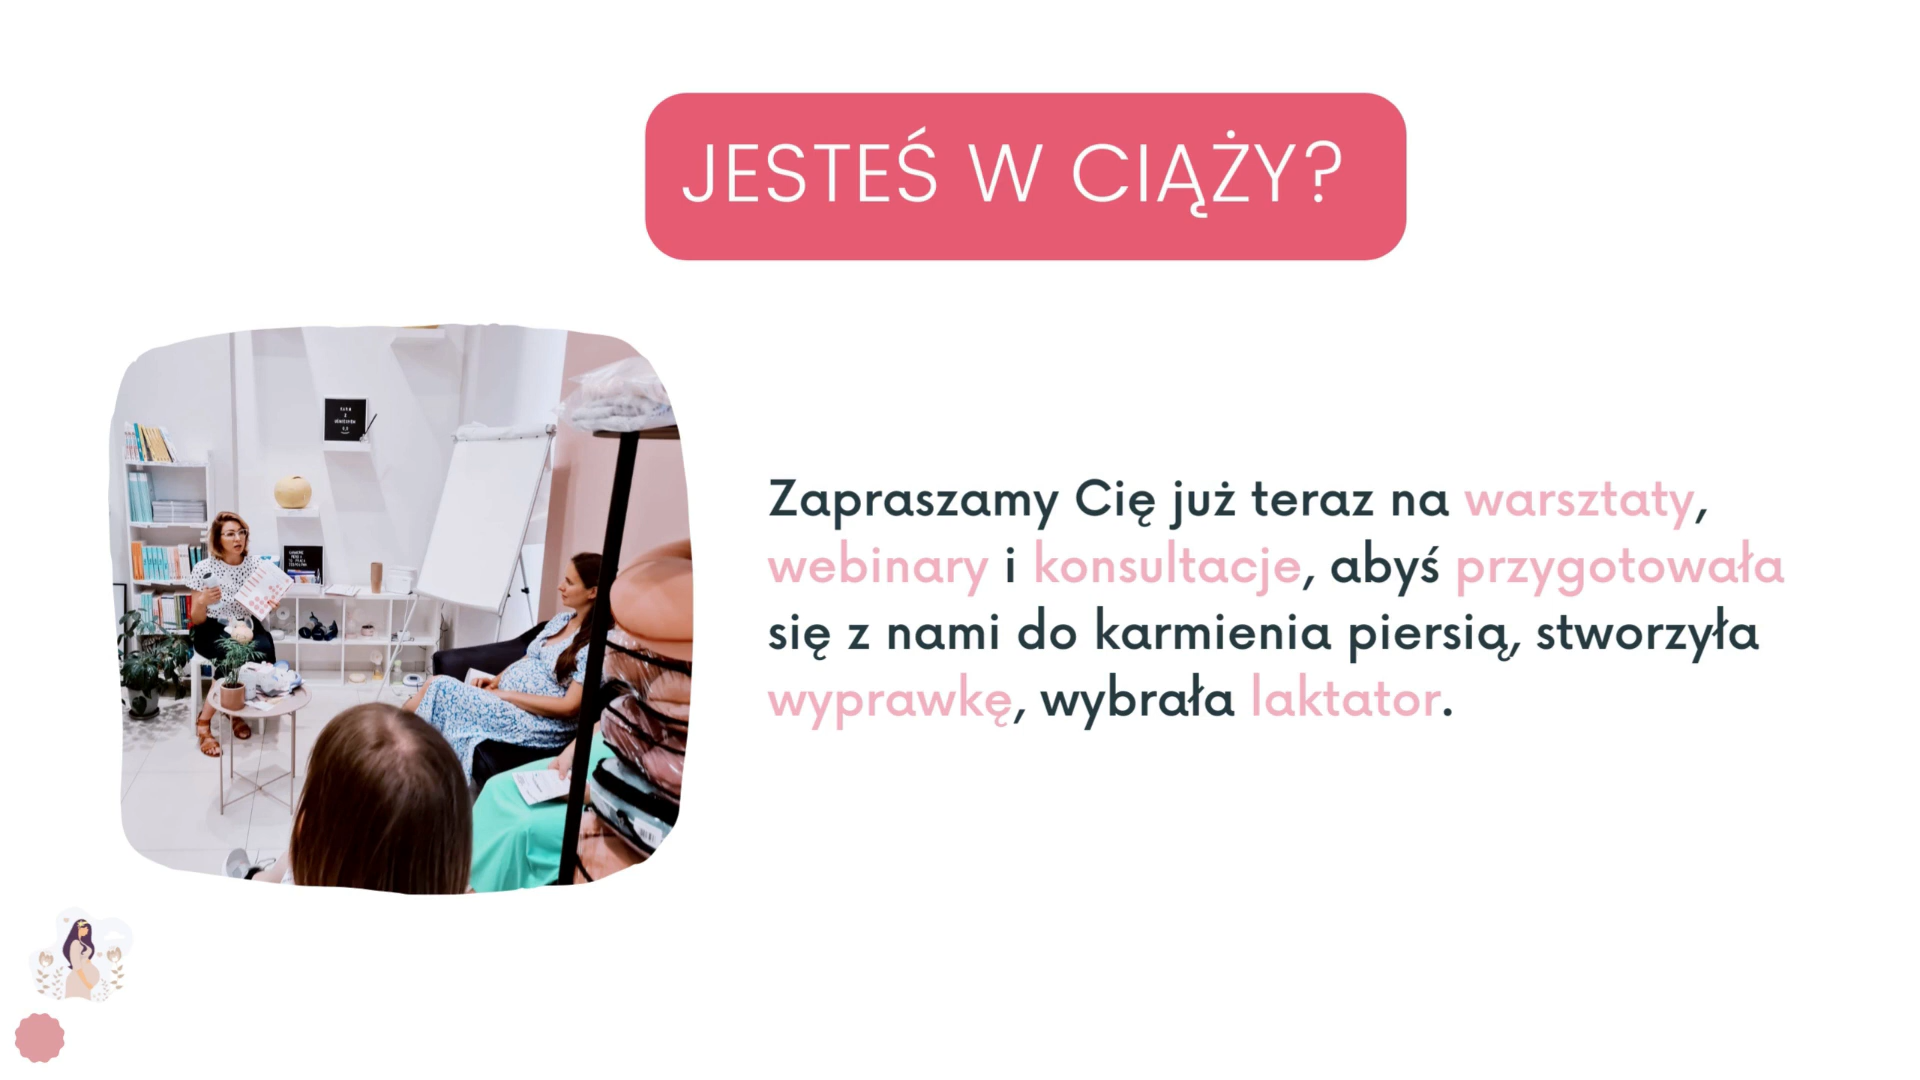 JESTEŚ W CIĄŻY?
Zapraszamy Cię już teraz na warsztaty,
webinary i konsultacje, abyś przygotowała
się z nami do karmienia piersią, stworzyła
wyprawkę, wybrała laktator.